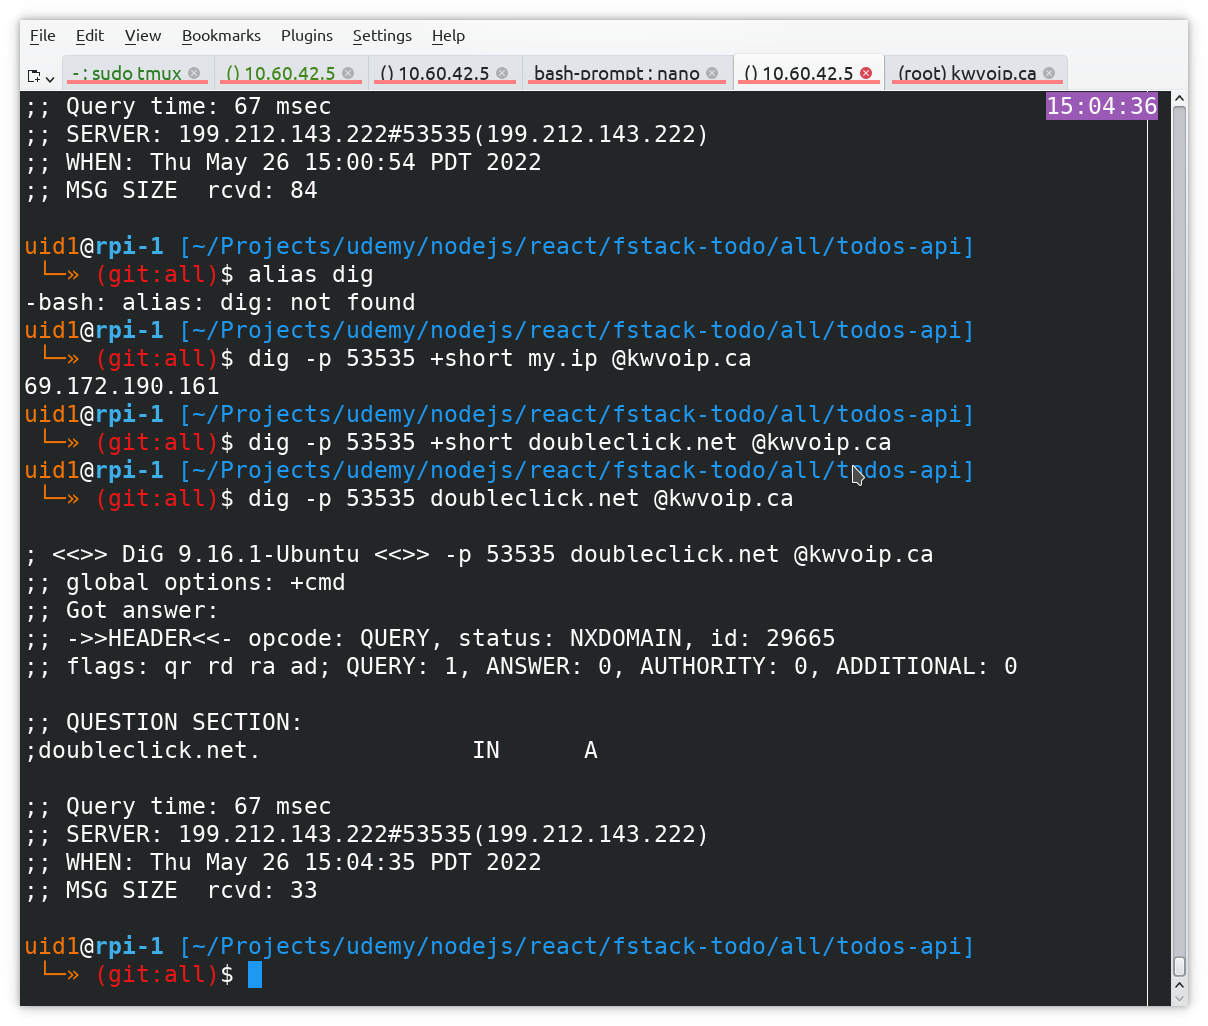 File Edit View Bookmarks Plugins Settings Help
- : sudo tmux () 10.60.42.5 () 10.60.42.5 bash-prompt : nano () 10.60.42.5 (root) kwvoip.ca
;; Query time: 67 msec 15:04:36
;; SERVER: 199.212.143.222#53535(199.212.143.222)
;; WHEN: Thu May 26 15:00:54 PDT 2022
;; MSG SIZE  rcvd: 84
uid1@rpi-1 [~/Projects/udemy/nodejs/react/fstack-todo/all/todos-api]
└─» (git:all)$ alias dig
-bash: alias: dig: not found
uid1@rpi-1 [~/Projects/udemy/nodejs/react/fstack-todo/all/todos-api]
└─» (git:all)$ dig -p 53535 +short my.ip @kwvoip.ca
69.172.190.161
uid1@rpi-1 [~/Projects/udemy/nodejs/react/fstack-todo/all/todos-api]
└─» (git:all)$ dig -p 53535 +short doubleclick.net @kwvoip.ca
uid1@rpi-1 [~/Projects/udemy/nodejs/react/fstack-todo/all/todos-api]
└─» (git:all)$ dig -p 53535 doubleclick.net @kwvoip.ca
; <<>> DiG 9.16.1-Ubuntu <<>> -p 53535 doubleclick.net @kwvoip.ca
;; global options: +cmd
;; Got answer:
;; ->>HEADER<<- opcode: QUERY, status: NXDOMAIN, id: 29665
;; flags: qr rd ra ad; QUERY: 1, ANSWER: 0, AUTHORITY: 0, ADDITIONAL: 0
;; QUESTION SECTION:
;doubleclick.net. IN A
;; Query time: 67 msec
;; SERVER: 199.212.143.222#53535(199.212.143.222)
;; WHEN: Thu May 26 15:04:35 PDT 2022
;; MSG SIZE  rcvd: 33
uid1@rpi-1 [~/Projects/udemy/nodejs/react/fstack-todo/all/todos-api]
└─» (git:all)$